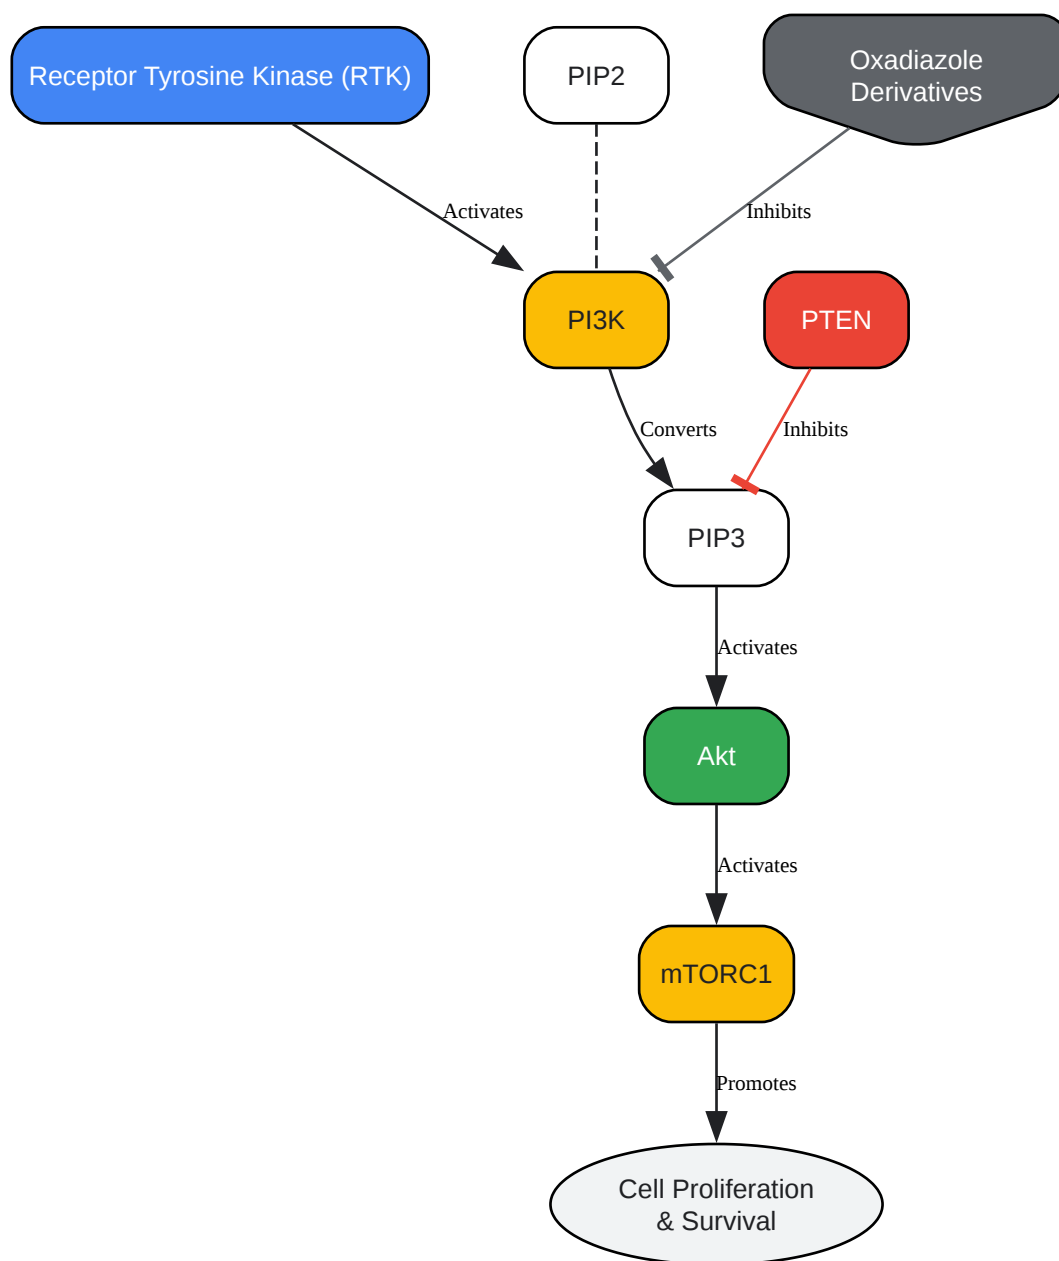 Receptor Tyrosine Kinase (RTK)
PIP2
Oxadiazole
Derivatives
Activates
Inhibits
PI3K
PTEN
Converts
Inhibits
PIP3
Activates
Akt
Activates
mTORC1
Promotes
Cell Proliferation
& Survival